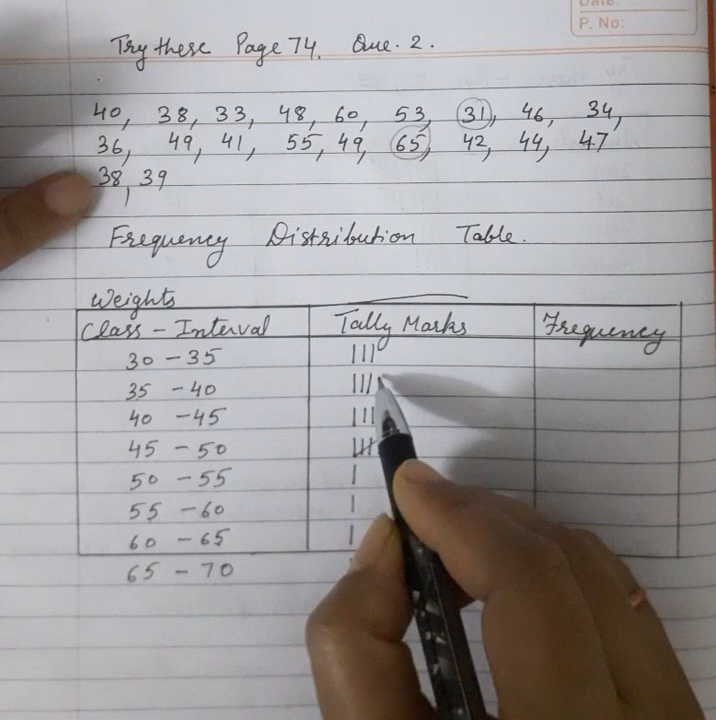 Date:
P. No:
Try these Page 74. Que. 2.
40, 38, 33, 48, 60, 53, 31, 46, 34,
36, 49, 41, 55, 49, 65, 42, 44, 47
38, 39
Frequency Distribution Table.
Weights
Class - Interval Tally Marks Frequency
30 - 35 |||
35 - 40 |||
40 - 45 |||
45 - 50 ||||
50 - 55 |
55 - 60 |
60 - 65 |
65 - 70